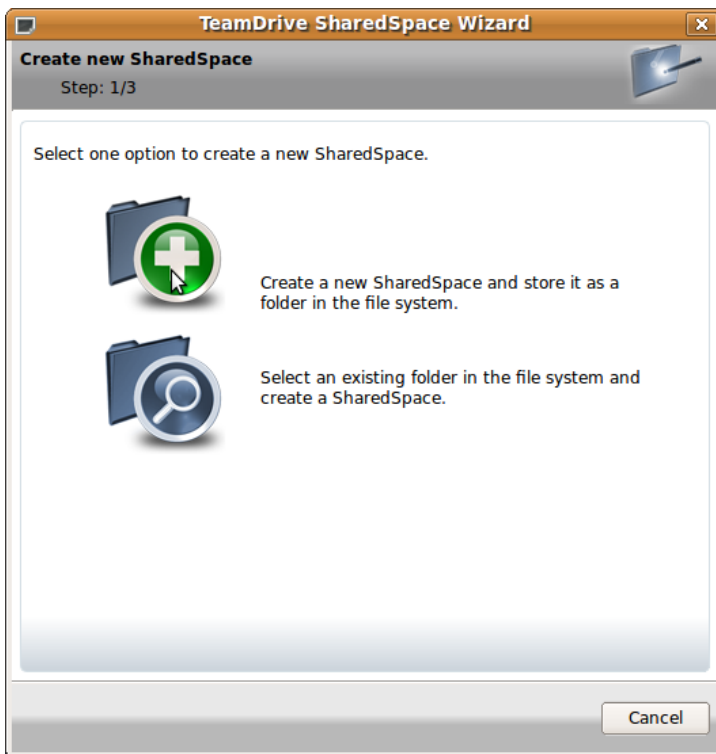 TeamDrive SharedSpace Wizard
Create new SharedSpace
Step: 1/3
Select one option to create a new SharedSpace.
Create a new SharedSpace and store it as a
folder in the file system.
Select an existing folder in the file system and
create a SharedSpace.
Cancel